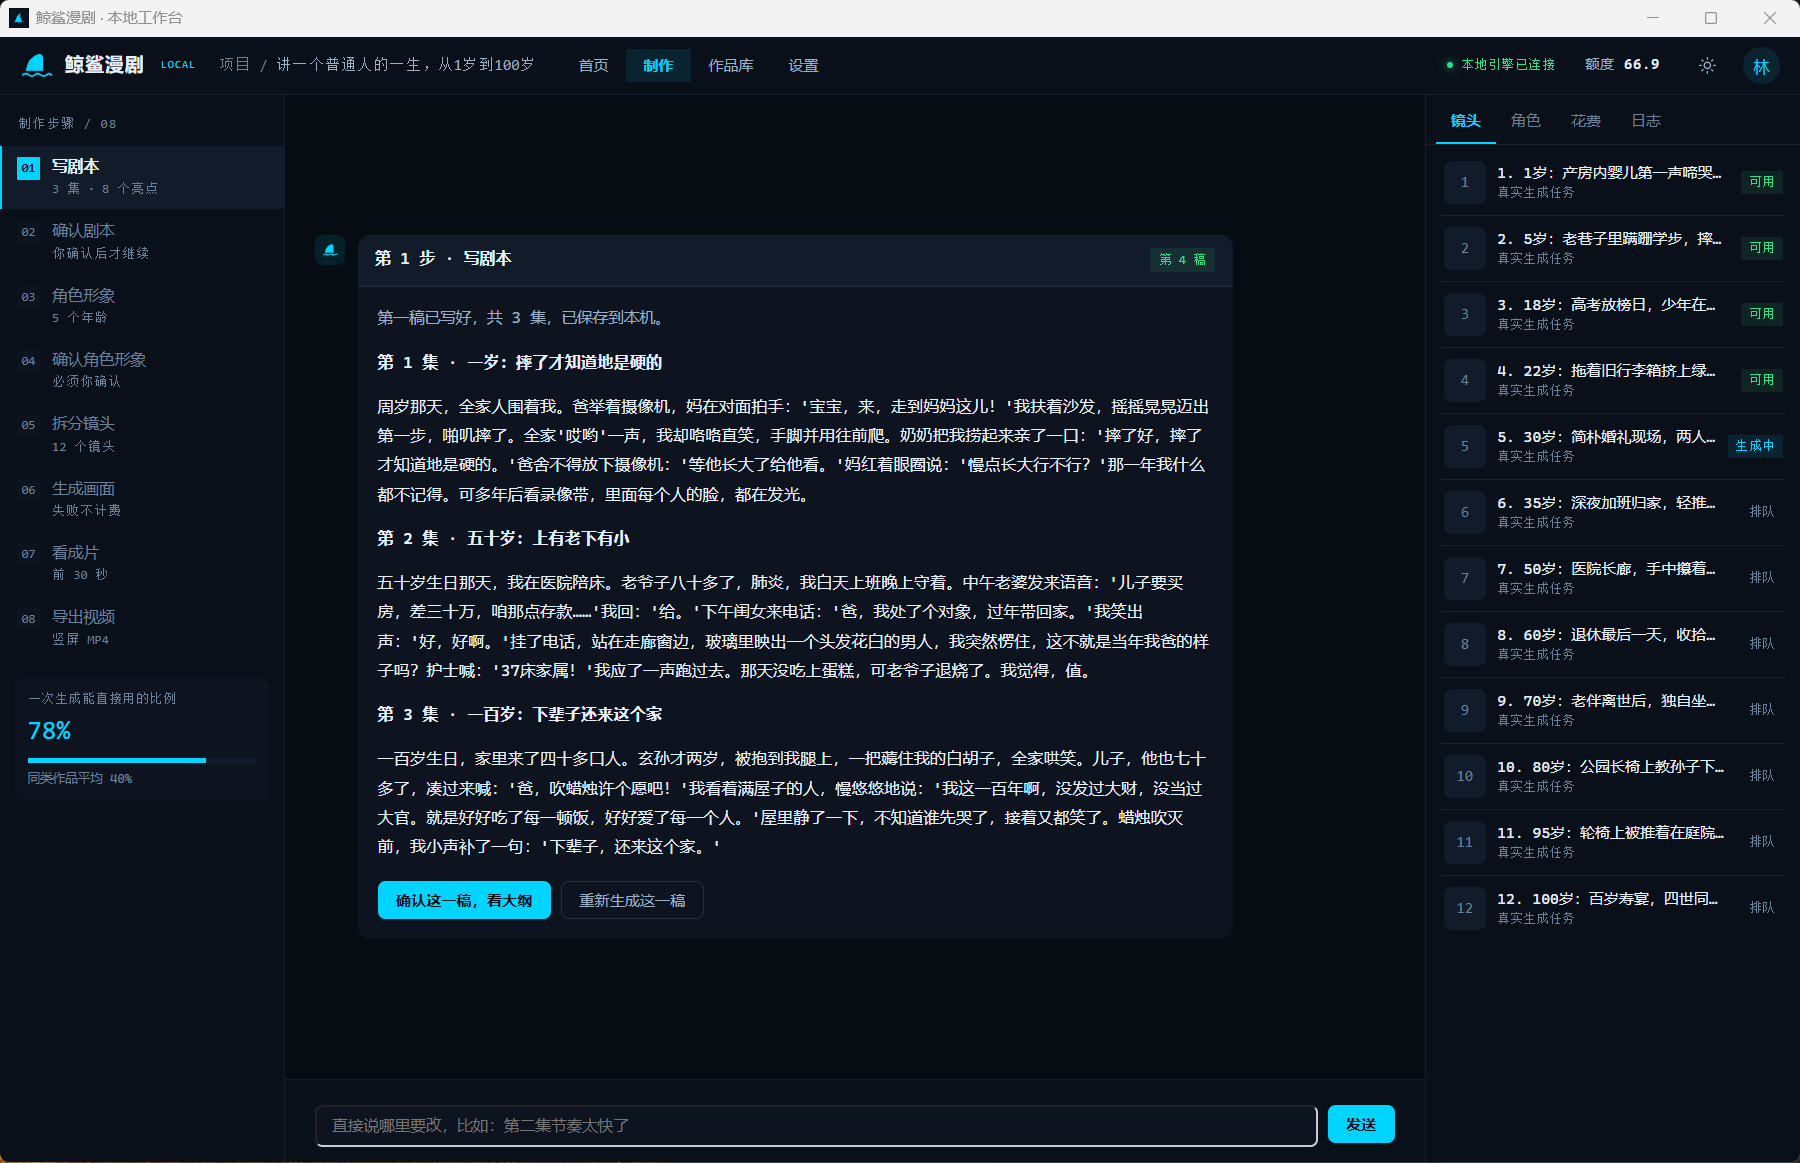 鲸鲨漫剧 · 本地工作台
鲸鲨漫剧 LOCAL 项目 / 讲一个普通人的一生，从1岁到100岁 首页 制作 作品库 设置 本地引擎已连接 额度 66.9 林
制作步骤 / 08
01 写剧本
3 集 · 8 个亮点
02 确认剧本
你确认后才继续
03 角色形象
5 个年龄
04 确认角色形象
必须你确认
05 拆分镜头
12 个镜头
06 生成画面
失败不计费
07 看成片
前 30 秒
08 导出视频
竖屏 MP4
一次生成能直接用的比例
78%
同类作品平均 40%
第 1 步 · 写剧本 第 4 稿
第一稿已写好，共 3 集，已保存到本机。
第 1 集 · 一岁：摔了才知道地是硬的
周岁那天，全家人围着我。爸举着摄像机，妈在对面拍手：'宝宝，来，走到妈妈这儿！'我扶着沙发，摇摇晃晃迈出
第一步，啪叽摔了。全家'哎哟'一声，我却咯咯直笑，手脚并用往前爬。奶奶把我捞起来亲了一口：'摔了好，摔了
才知道地是硬的。'爸舍不得放下摄像机：'等他长大了给他看。'妈红着眼圈说：'慢点长大行不行？'那一年我什么
都不记得。可多年后看录像带，里面每个人的脸，都在发光。
第 2 集 · 五十岁：上有老下有小
五十岁生日那天，我在医院陪床。老爷子八十多了，肺炎，我白天上班晚上守着。中午老婆发来语音：'儿子要买
房，差三十万，咱那点存款……'我回：'给。'下午闺女来电话：'爸，我处了个对象，过年带回家。'我笑出
声：'好，好啊。'挂了电话，站在走廊窗边，玻璃里映出一个头发花白的男人，我突然愣住，这不就是当年我爸的样
子吗？护士喊：'37床家属！'我应了一声跑过去。那天没吃上蛋糕，可老爷子退烧了。我觉得，值。
第 3 集 · 一百岁：下辈子还来这个家
一百岁生日，家里来了四十多口人。玄孙才两岁，被抱到我腿上，一把薅住我的白胡子，全家哄笑。儿子，他也七十
多了，凑过来喊：'爸，吹蜡烛许个愿吧！'我看着满屋子的人，慢悠悠地说：'我这一百年啊，没发过大财，没当过
大官。就是好好吃了每一顿饭，好好爱了每一个人。'屋里静了一下，不知道谁先哭了，接着又都笑了。蜡烛吹灭
前，我小声补了一句：'下辈子，还来这个家。'
确认这一稿，看大纲 重新生成这一稿
直接说哪里要改，比如：第二集节奏太快了 发送
镜头 角色 花费 日志
1 1. 1岁：产房内婴儿第一声啼哭… 可用
真实生成任务
2 2. 5岁：老巷子里蹒跚学步，摔… 可用
真实生成任务
3 3. 18岁：高考放榜日，少年在… 可用
真实生成任务
4 4. 22岁：拖着旧行李箱挤上绿… 可用
真实生成任务
5 5. 30岁：简朴婚礼现场，两人… 生成中
真实生成任务
6 6. 35岁：深夜加班归家，轻推… 排队
真实生成任务
7 7. 50岁：医院长廊，手中攥着… 排队
真实生成任务
8 8. 60岁：退休最后一天，收拾… 排队
真实生成任务
9 9. 70岁：老伴离世后，独自坐… 排队
真实生成任务
10 10. 80岁：公园长椅上教孙子下… 排队
真实生成任务
11 11. 95岁：轮椅上被推着在庭院… 排队
真实生成任务
12 12. 100岁：百岁寿宴，四世同… 排队
真实生成任务